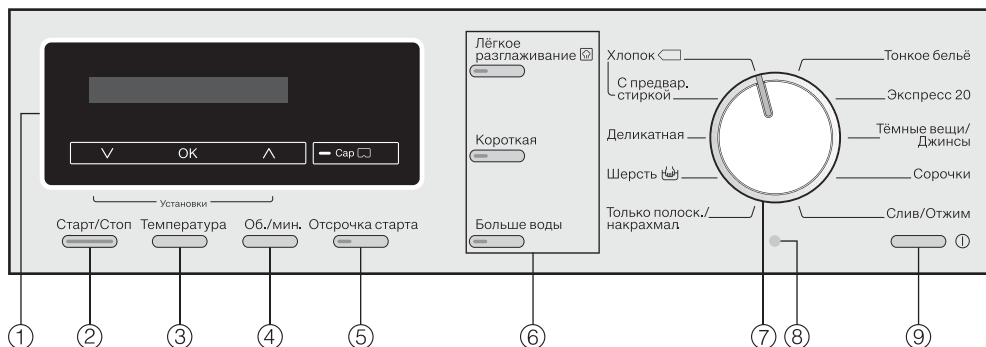 Лёгкое
разглаживание
Хлопок
С предвар.
стиркой
Тонкое бельё
Экспресс 20
Короткая
Деликатная
Тёмные вещи/
Джинсы
OK
Cap
Шерсть
Сорочки
Установки
Старт/Стоп Температура Об./мин. Отсрочка старта
Больше воды
Только полоск./
накрахмал.
Слив/Отжим
1 2 3 4 5 6 7 8 9